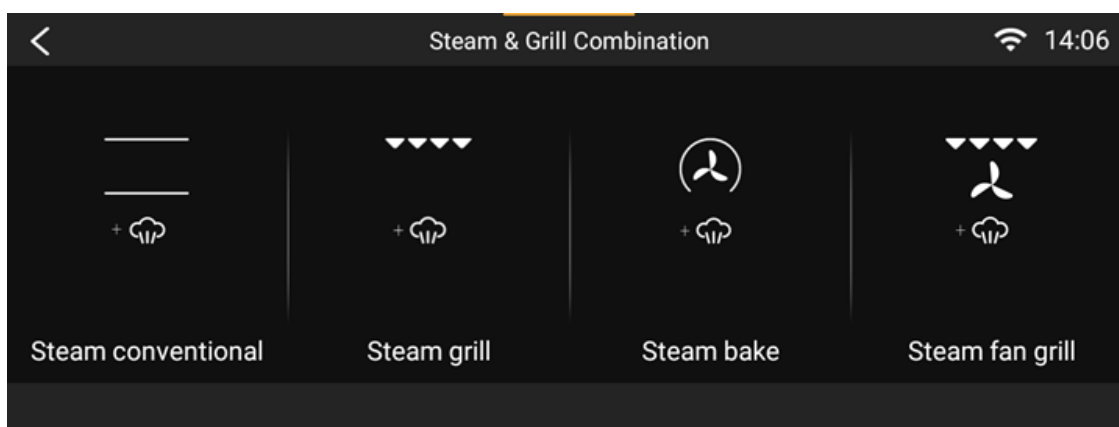 Steam & Grill Combination
14:06
Steam conventional
Steam grill
Steam bake
Steam fan grill